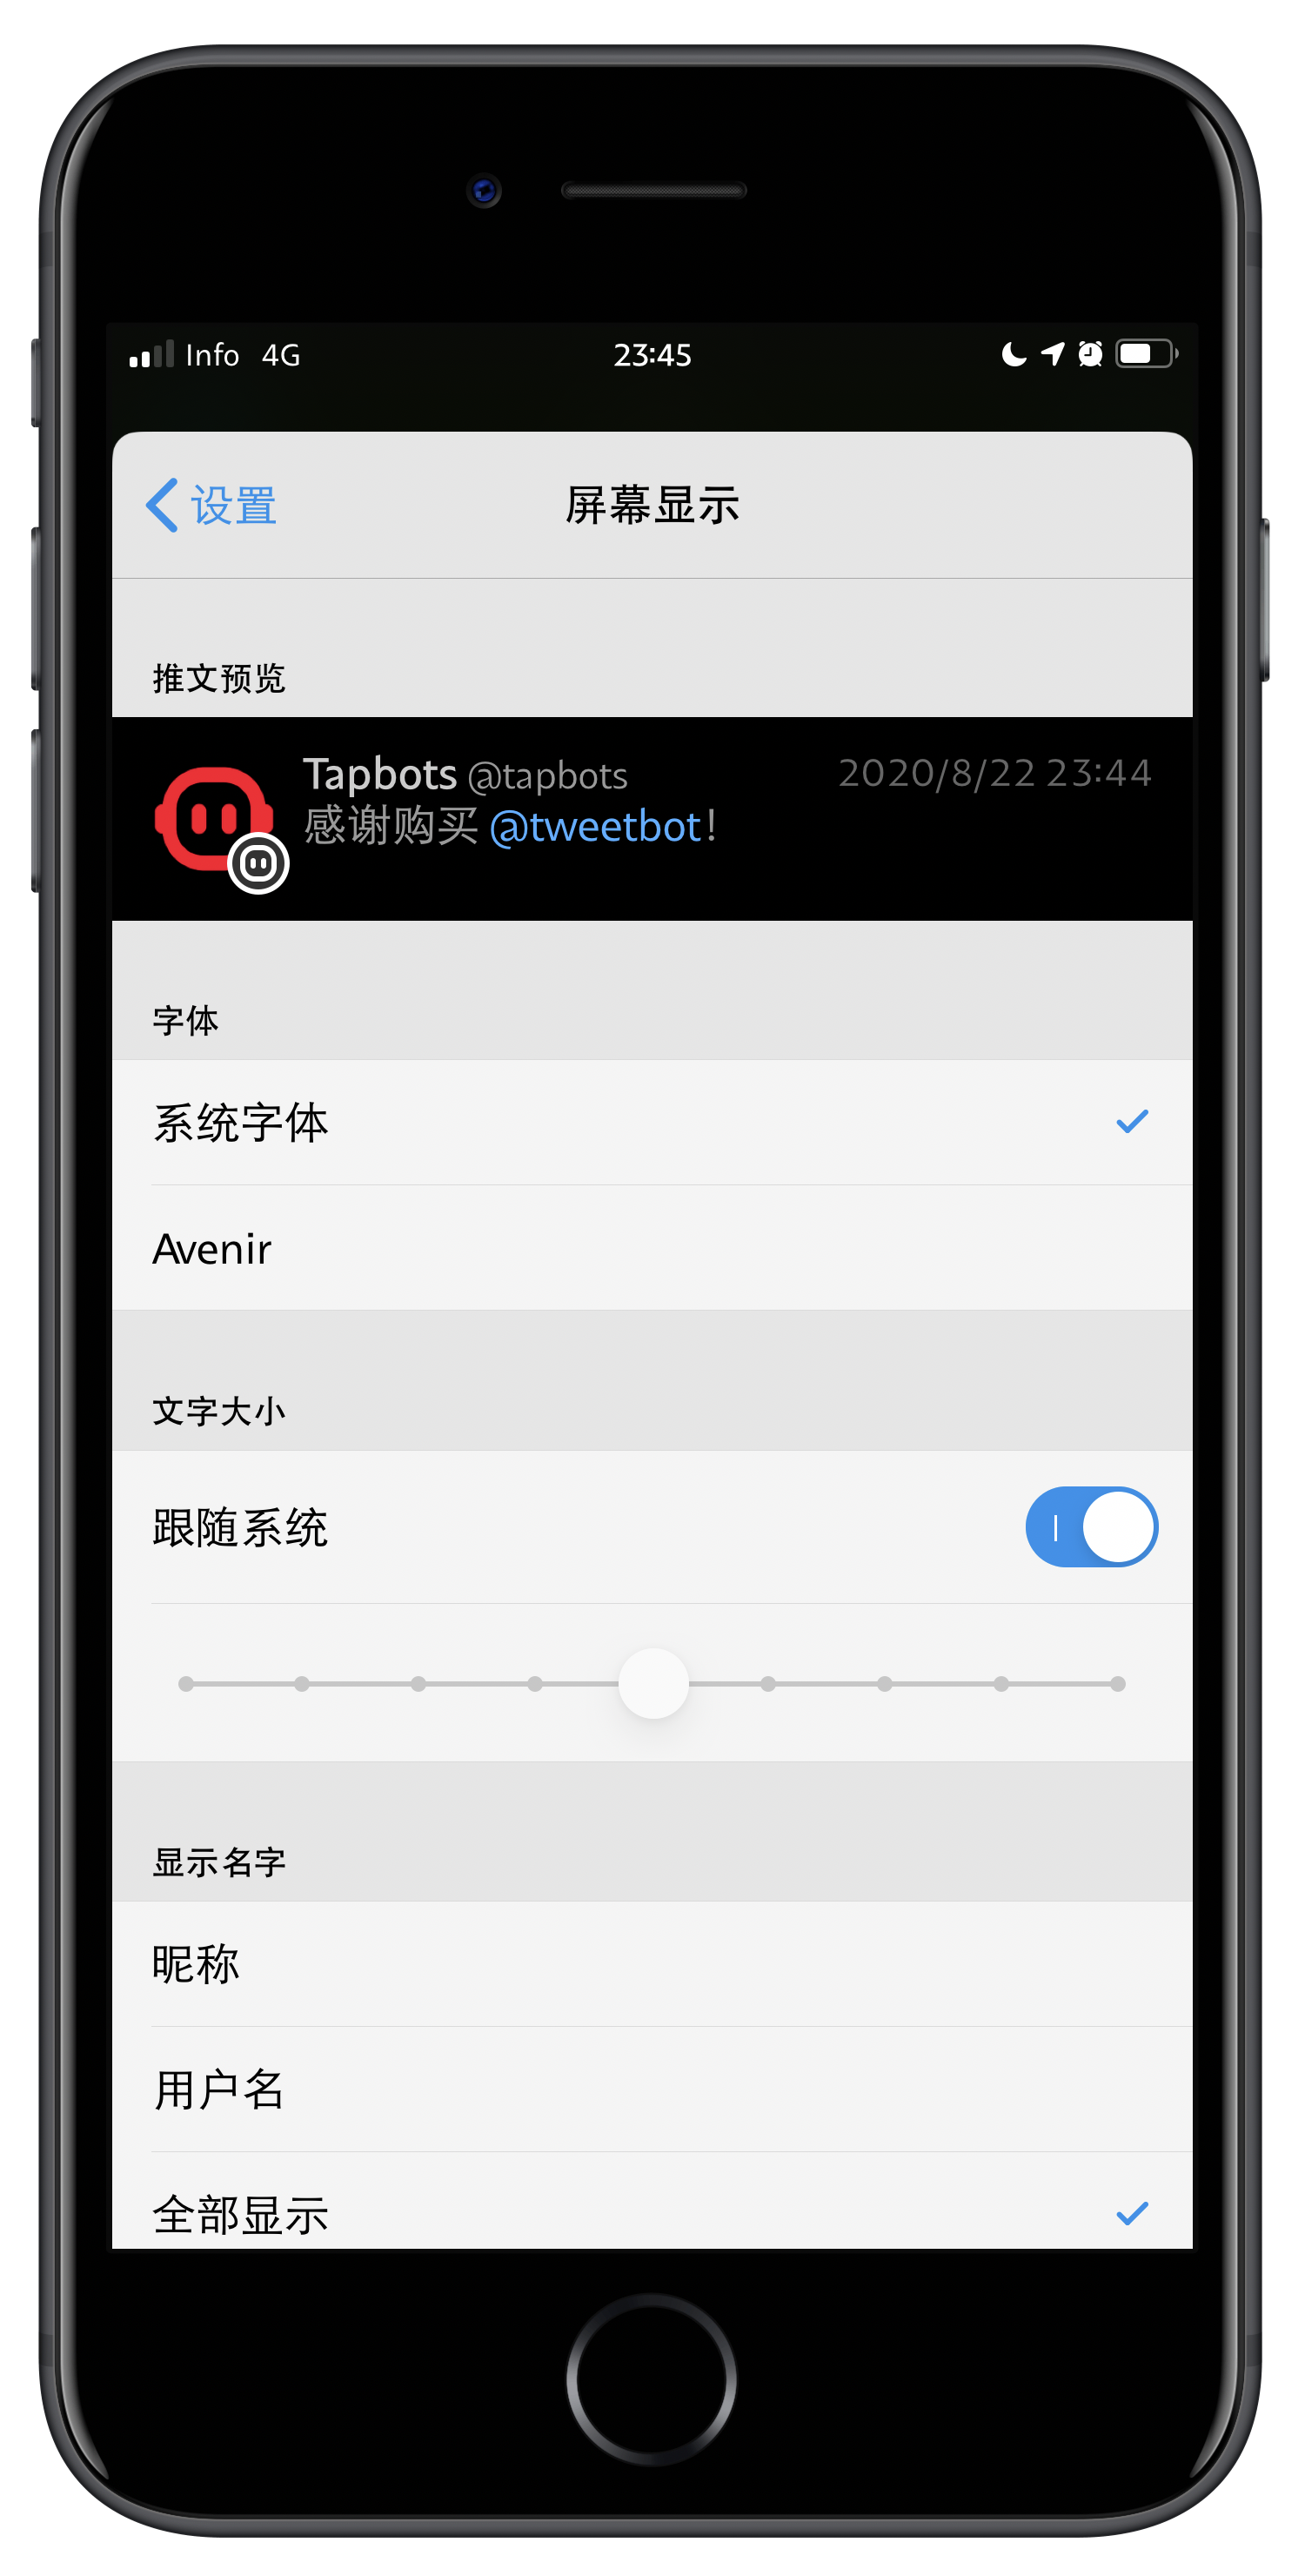 Info 4G 23:45
设置 屏幕显示
推文预览
Tapbots @tapbots 2020/8/22 23:44
感谢购买 @tweetbot!
字体
系统字体
Avenir
文字大小
跟随系统
显示名字
昵称
用户名
全部显示